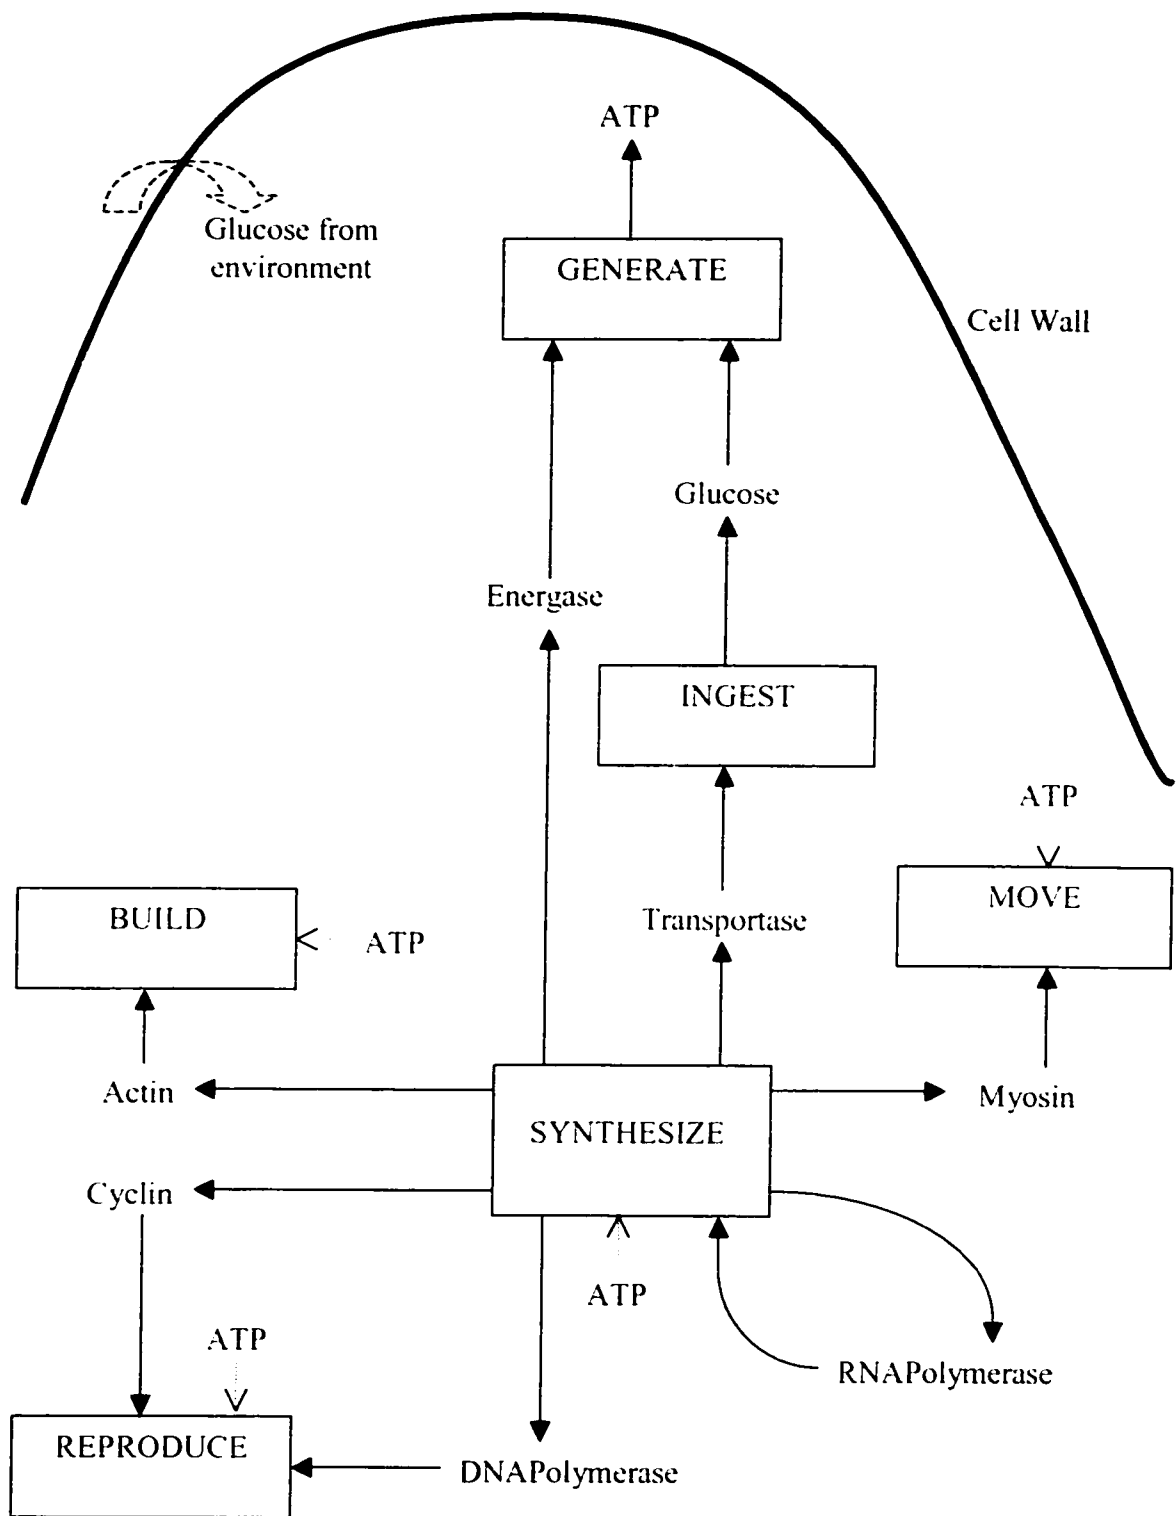 ATP
Glucose from
environment
GENERATE
Cell Wall
Glucose
Energase
INGEST
ATP
MOVE
BUILD
ATP
Transportase
Actin
Myosin
SYNTHESIZE
Cyclin
ATP
ATP
RNAPolymerase
REPRODUCE
DNAPolymerase